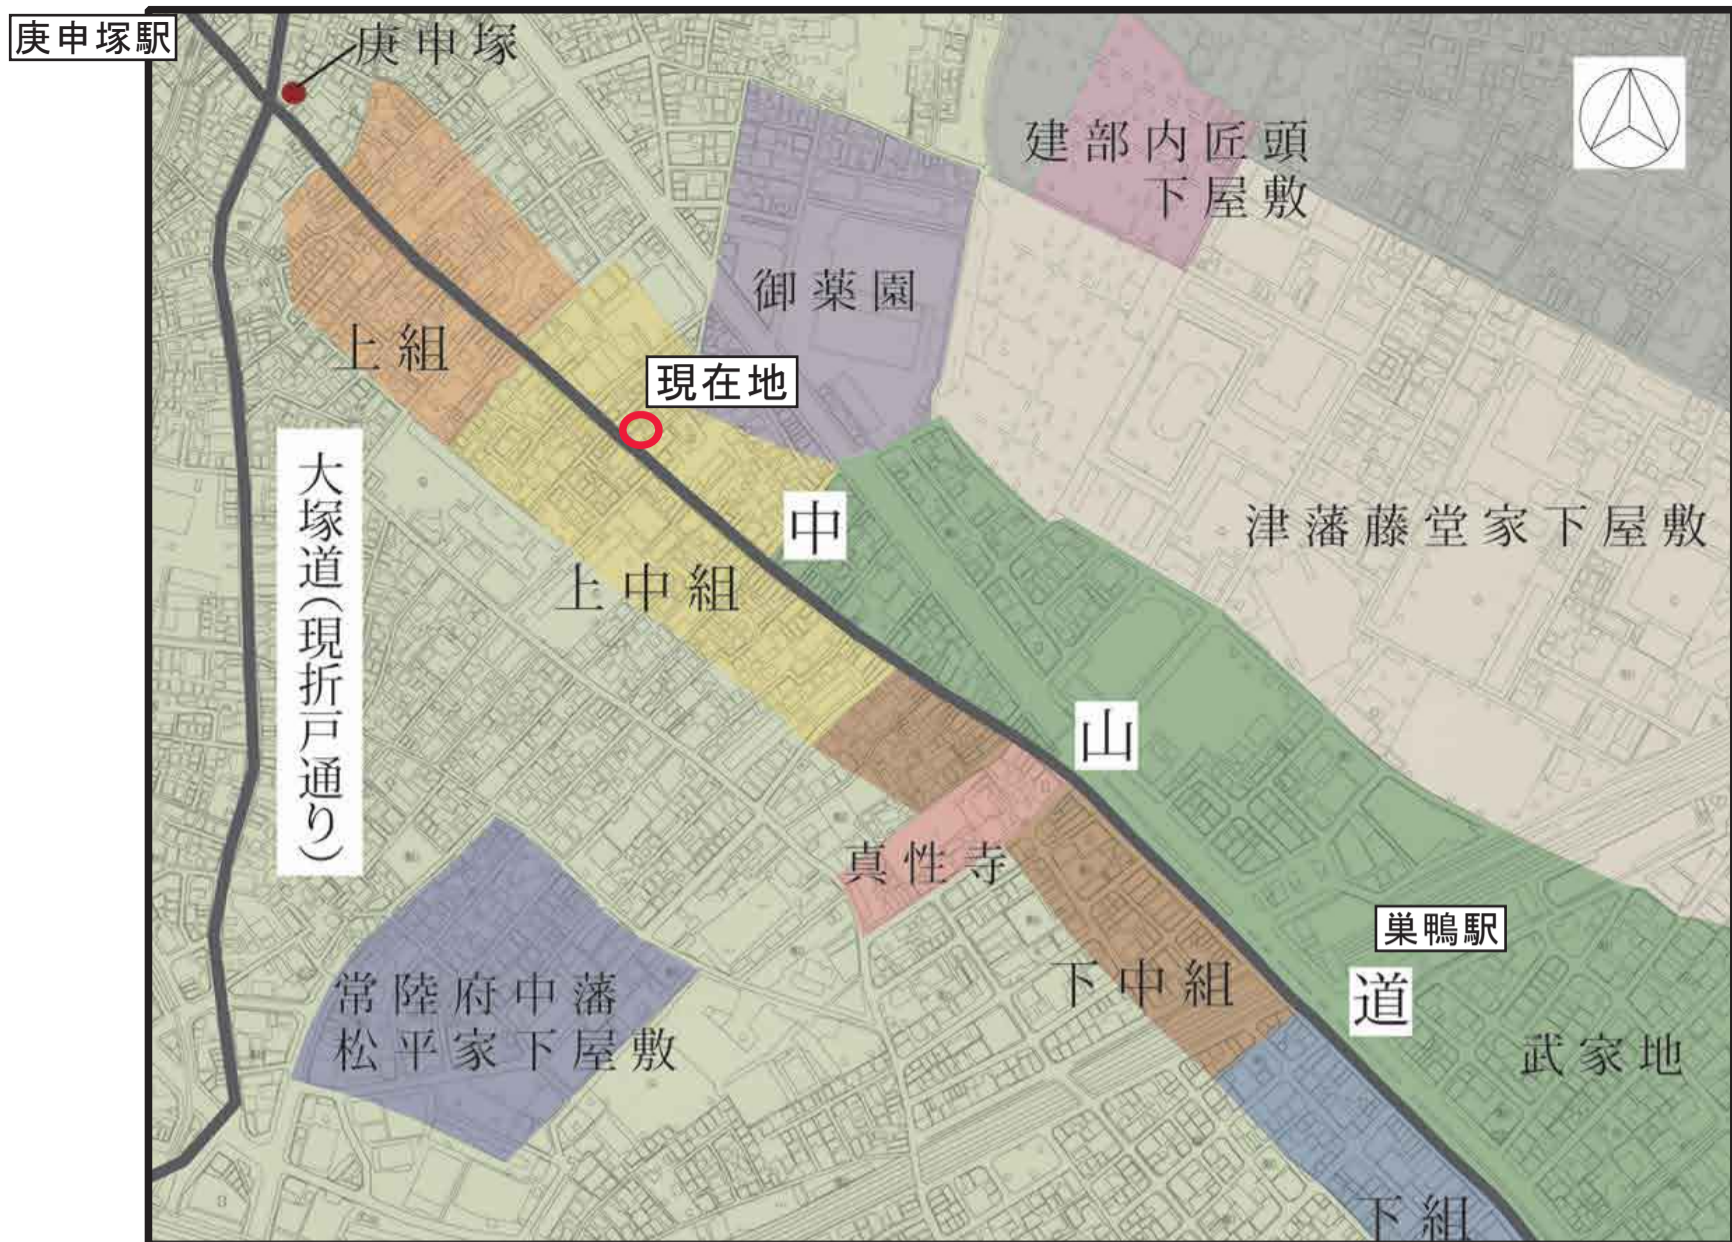 庚申塚駅
庚申塚
建部内匠頭
下屋敷
御薬園
上組
現在地
大塚道(現折戸通り)
中
山
道
津藩藤堂家下屋敷
上中組
真性寺
下中組
巣鴨駅
常陸府中藩
松平家下屋敷
武家地
下組